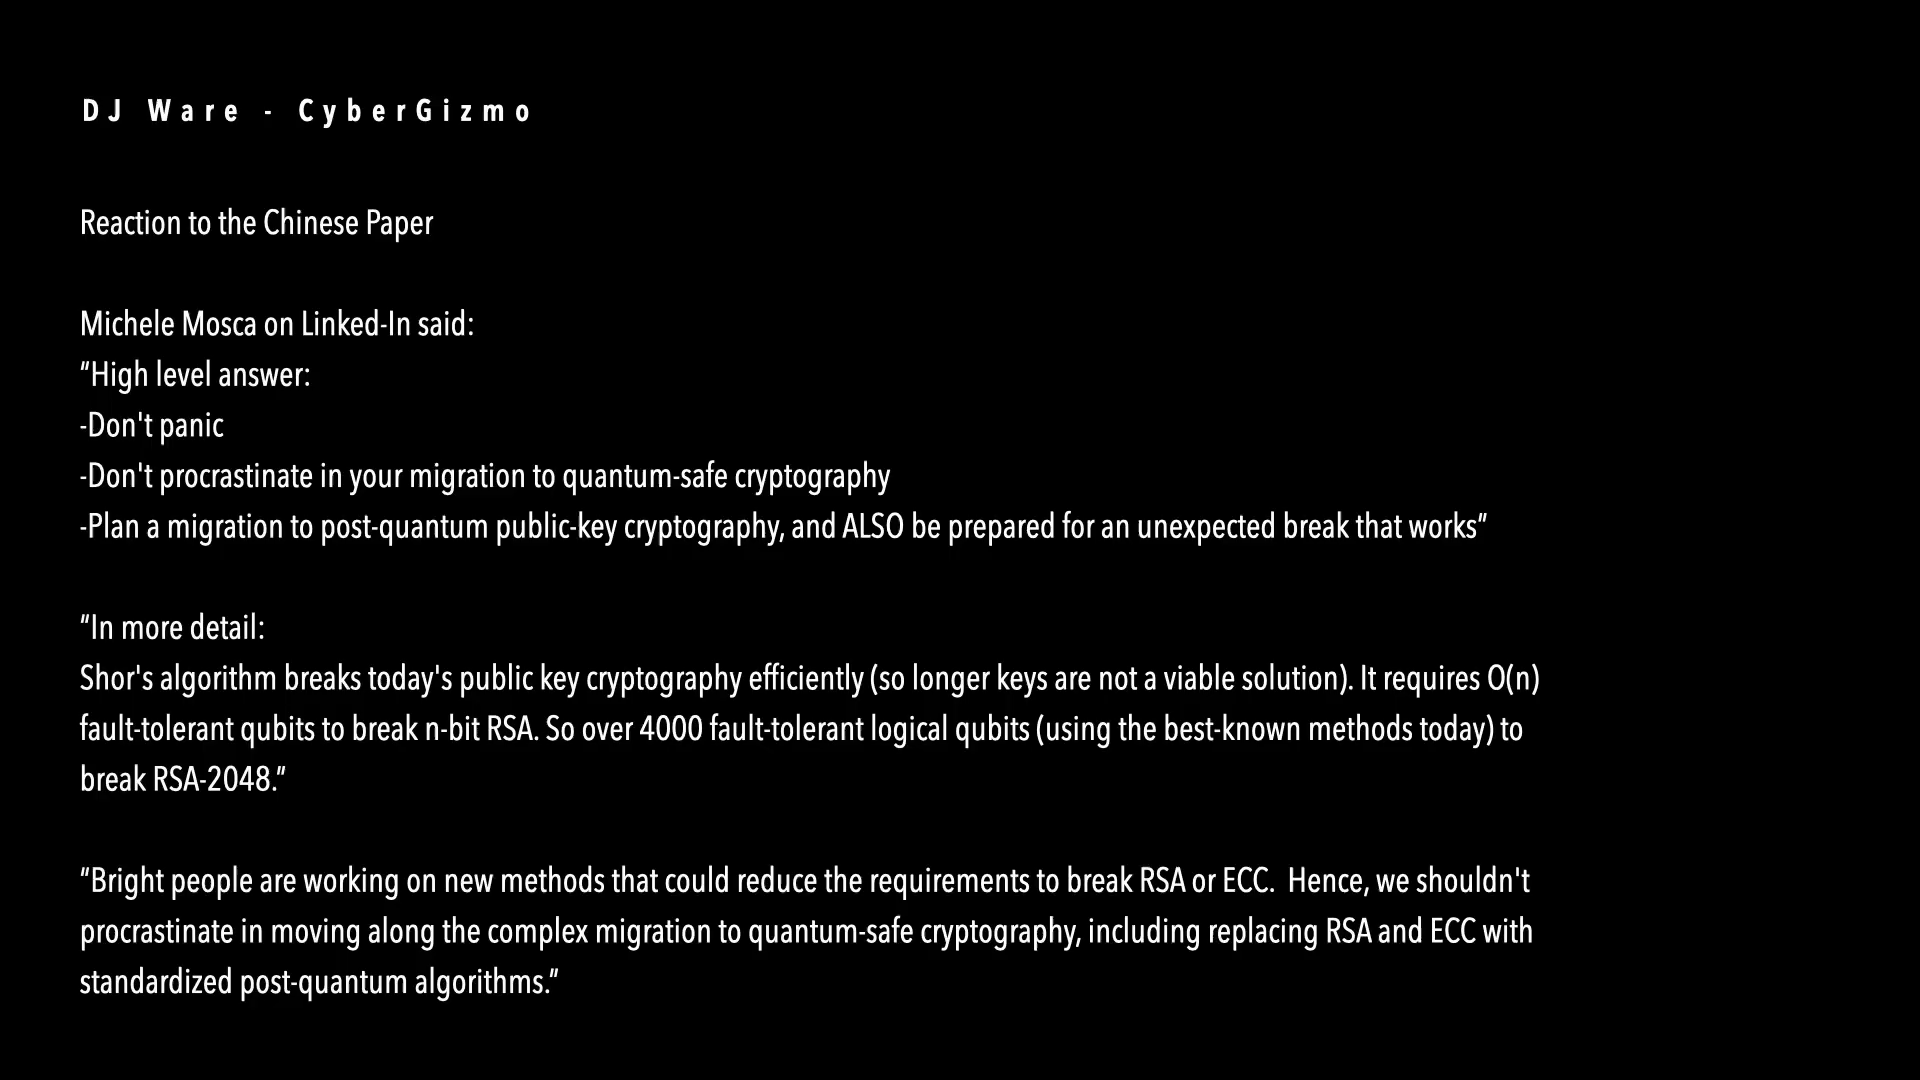 DJ Ware - CyberGizmo
Reaction to the Chinese Paper
Michele Mosca on Linked-In said:
"High level answer:
-Don't panic
-Don't procrastinate in your migration to quantum-safe cryptography
-Plan a migration to post-quantum public-key cryptography, and ALSO be prepared for an unexpected break that works"
"In more detail:
Shor's algorithm breaks today's public key cryptography efficiently (so longer keys are not a viable solution). It requires O(n)
fault-tolerant qubits to break n-bit RSA. So over 4000 fault-tolerant logical qubits (using the best-known methods today) to
break RSA-2048."
"Bright people are working on new methods that could reduce the requirements to break RSA or ECC.  Hence, we shouldn't
procrastinate in moving along the complex migration to quantum-safe cryptography, including replacing RSA and ECC with
standardized post-quantum algorithms."